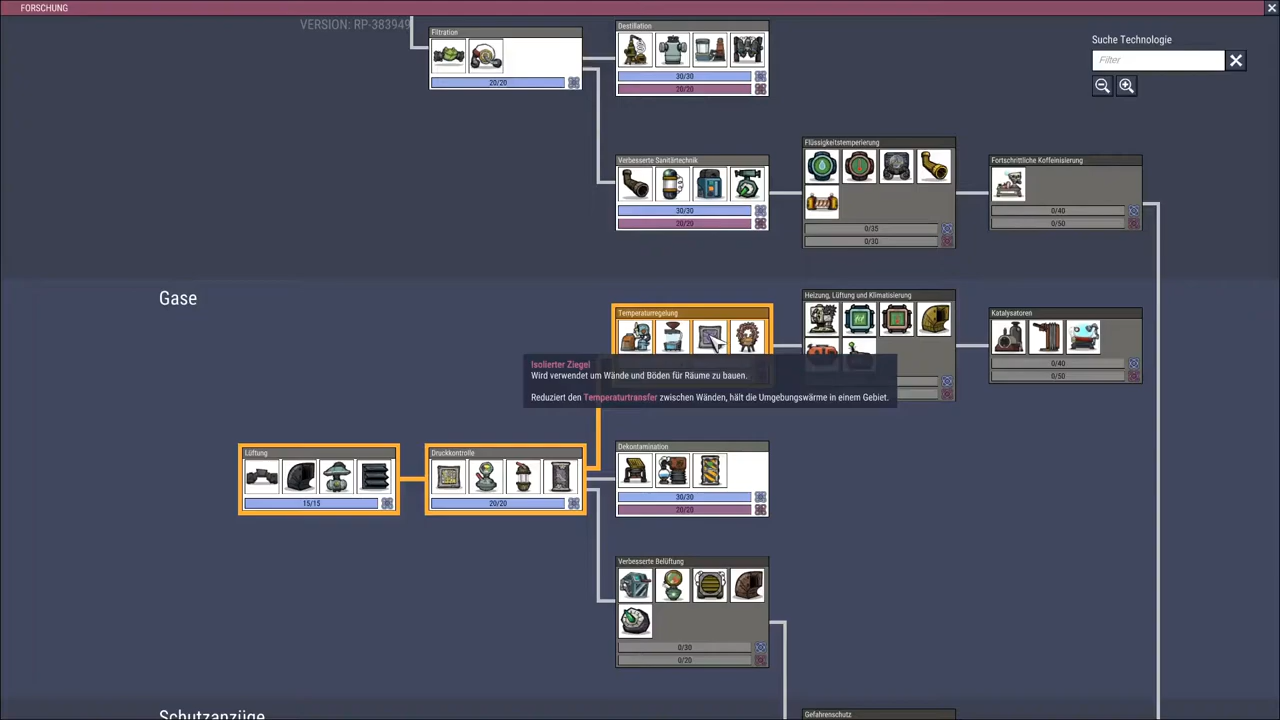 FORSCHUNG
VERSION: RP-383949
Filtration
20/20
Destillation
30/30
20/20
Suche Technologie
Filter
Verbesserte Sanitärtechnik
30/30
20/20
Flüssigkeitstemperierung
0/35
0/30
Fortschrittliche Koffeinisierung
0/40
0/50
Gase
Temperaturregelung
Heizung, Lüftung und Klimatisierung
Katalysatoren
0/40
0/50
Isolierter Ziegel
Wird verwendet um Wände und Böden für Räume zu bauen.
Reduziert den Temperaturtransfer zwischen Wänden, hält die Umgebungswärme in einem Gebiet.
Lüftung
15/15
Druckkontrolle
20/20
Dekontamination
30/30
20/20
Verbesserte Belüftung
0/30
0/20
Schutzanzüge
Gefahrenschutz